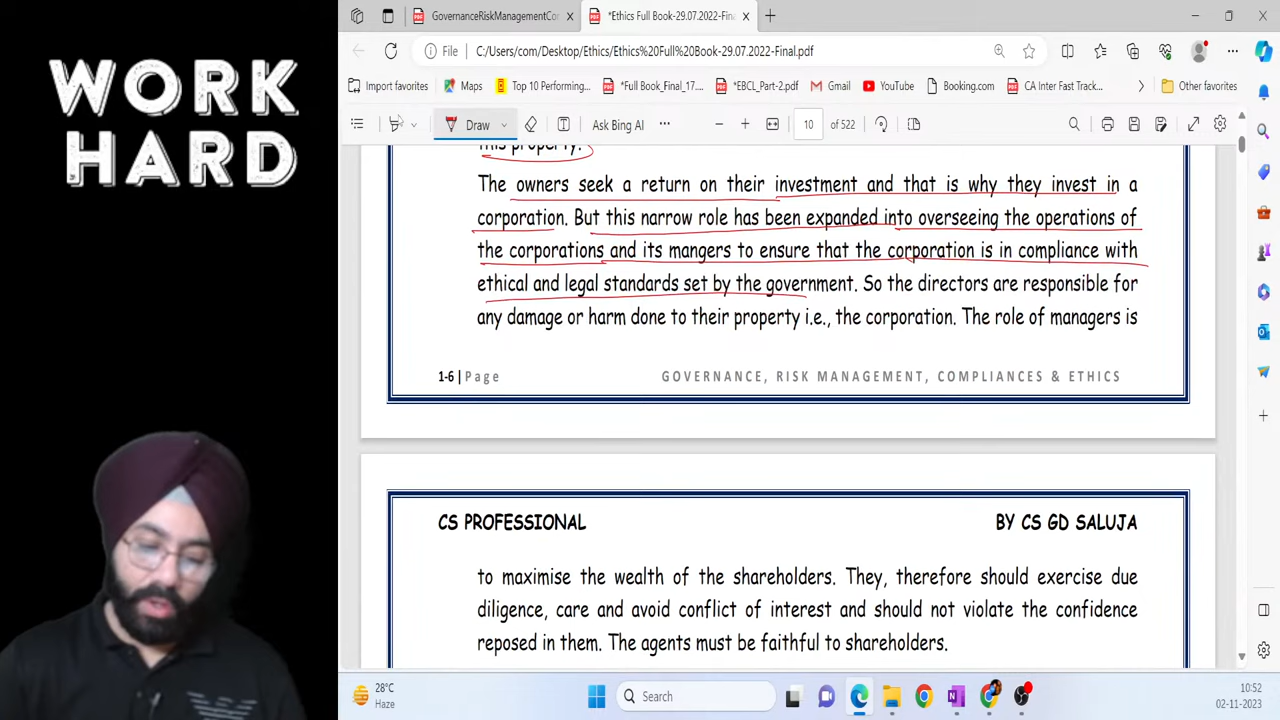 WORK
HARD
GovernanceRiskManagementCor
*Ethics Full Book-29.07.2022-Fina
File
C:/Users/com/Desktop/Ethics/Ethics%20Full%20Book-29.07.2022-Final.pdf
Import favorites
Maps
Top 10 Performing...
*Full Book_Final_17....
*EBCL_Part-2.pdf
Gmail
YouTube
Booking.com
CA Inter Fast Track...
Other favorites
Draw
Ask Bing AI
10 of 522
this property.
The owners seek a return on their investment and that is why they invest in a
corporation. But this narrow role has been expanded into overseeing the operations of
the corporations and its mangers to ensure that the corporation is in compliance with
ethical and legal standards set by the government. So the directors are responsible for
any damage or harm done to their property i.e., the corporation. The role of managers is
1-6 | Page
GOVERNANCE, RISK MANAGEMENT, COMPLIANCES & ETHICS
CS PROFESSIONAL
BY CS GD SALUJA
to maximise the wealth of the shareholders. They, therefore should exercise due
diligence, care and avoid conflict of interest and should not violate the confidence
reposed in them. The agents must be faithful to shareholders.
28°C
Haze
Search
10:52
02-11-2023